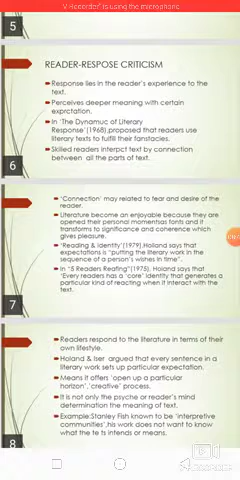 V Recorder" is using the microphone
5
READER-RESPOSE CRITICISM
Response lies in the reader's experience to the
text.
Perceives deeper meaning with certain
exprctation.
In 'The Dynamuc of Literary
Response'(1968),proposed that readers use
literary texts to fulfill their fanstacies.
Skilled readers interpct text by connection
between all the parts of text.
6
'Connection' may related to fear and desire of the
reader.
Literature become an enjoyable because they are
opened their personal momentuas fonts and it
transforms to significance and coherence which
gives pleasure.
'Reading & Identity'(1979),Holland says that
expectations is "putting the literary work in the
sequence of a person's wishes in time".
In "5 Readers Reafing"(1975), Holland says that
'Every readers has a "core" identity that generates a
particular kind of reacting when it interact with the
text.
7
Readers respond to the literature in terms of their
own lifestyle.
Holand & Iser argued that every sentence in a
literary work sets up particular expectation.
Means it offers 'open up a particular
horizon','creative' process.
It is not only the psyche or reader's mind
determination the meaning of text.
Example:Stanley Fish known to be 'interpretive
communities',his work does not want to know
what the te ts intends or means.
8